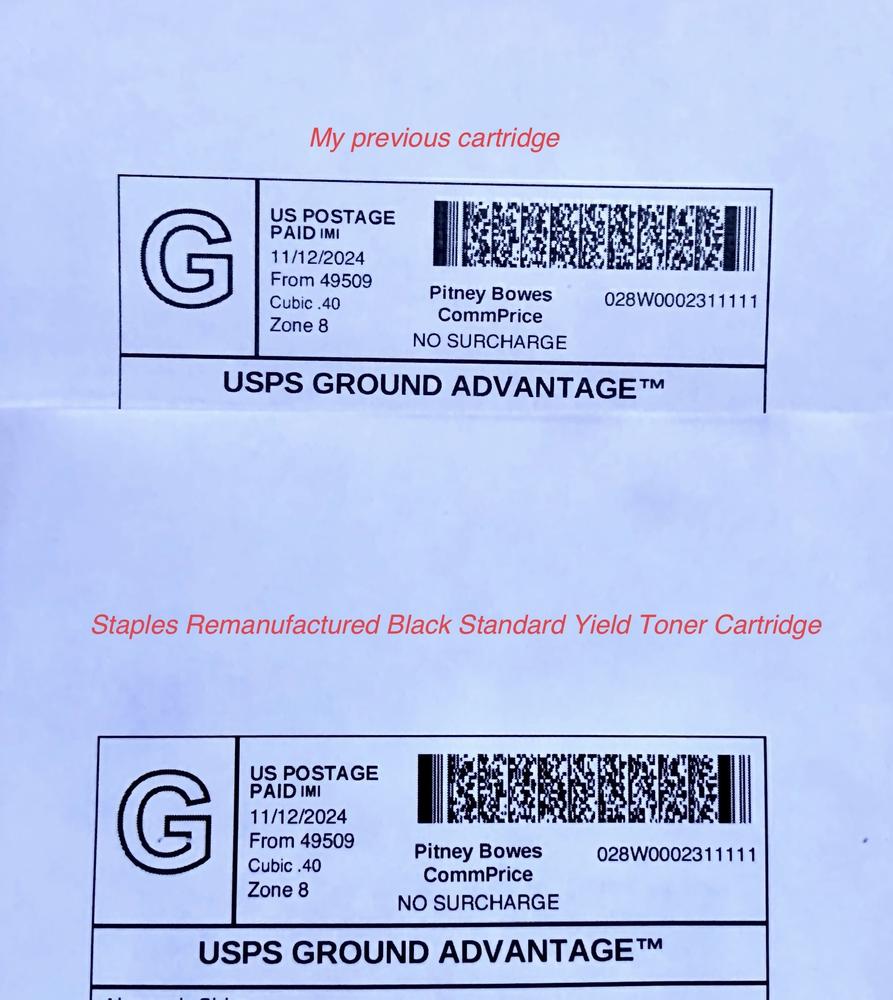 My previous cartridge
G
US POSTAGE
PAID IMI
11/12/2024
From 49509
Cubic .40
Zone 8
Pitney Bowes
CommPrice
028W0002311111
NO SURCHARGE
USPS GROUND ADVANTAGE™
Staples Remanufactured Black Standard Yield Toner Cartridge
G
US POSTAGE
PAID IMI
11/12/2024
From 49509
Cubic .40
Zone 8
Pitney Bowes
CommPrice
028W0002311111
NO SURCHARGE
USPS GROUND ADVANTAGE™